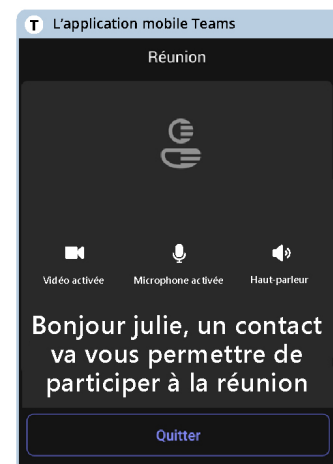 T L'application mobile Teams
Réunion
Vidéo activée Microphone activée Haut-parleur
Bonjour julie, un contact
va vous permettre de
participer à la réunion
Quitter